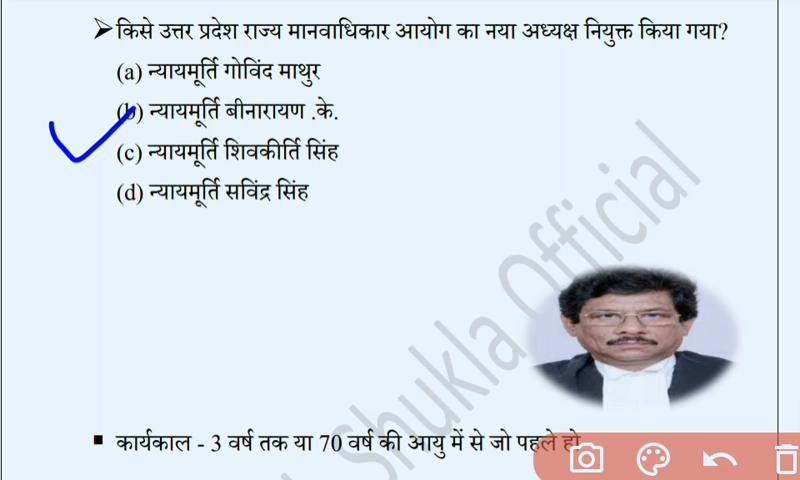 ➤किसे उत्तर प्रदेश राज्य मानवाधिकार आयोग का नया अध्यक्ष नियुक्त किया गया?
(a) न्यायमूर्ति गोविंद माथुर
(b) न्यायमूर्ति बीनारायण .के.
(c) न्यायमूर्ति शिवकीर्ति सिंह
(d) न्यायमूर्ति सविंद्र सिंह
Shukla Official
▪ कार्यकाल - 3 वर्ष तक या 70 वर्ष की आयु में से जो पहले हो